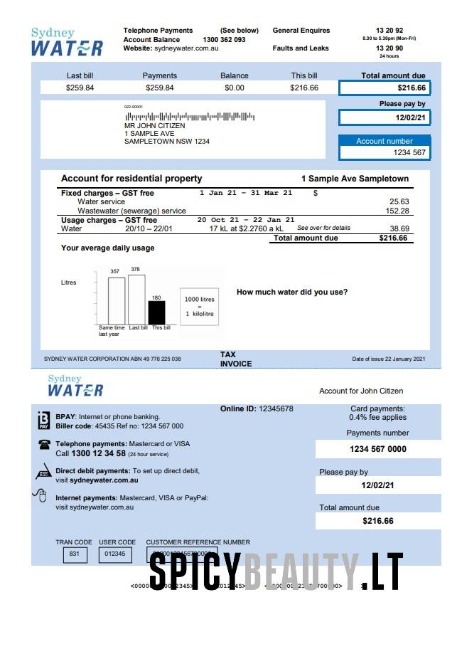 Sydney
WATER
Telephone Payments (See below)
Account Balance 1300 362 093
Website: sydneywater.com.au
General Enquires 13 20 92
8.30 to 5.30pm (Mon-Fri)
Faults and Leaks 13 20 90
24 hours
Last bill Payments Balance This bill Total amount due
$259.84 $259.84 $0.00 $216.66 $216.66
Please pay by
12/02/21
Account number
1234 567
MR JOHN CITIZEN
1 SAMPLE AVE
SAMPLETOWN NSW 1234
Account for residential property 1 Sample Ave Sampletown
Fixed charges – GST free 1 Jan 21 – 31 Mar 21 $
Water service 25.63
Wastewater (sewerage) service 152.28
Usage charges – GST free 20 Oct 21 – 22 Jan 21
Water 20/10 – 22/01 17 kL at $2.2760 a kL See over for details 38.69
Total amount due $216.66
Your average daily usage
Litres
357 378 180
Same time last year
Last bill
This bill
1000 litres
=
1 kilolitre
How much water did you use?
SYDNEY WATER CORPORATION ABN 49 776 225 038
TAX
INVOICE
Date of issue 22 January 2021
Sydney
WATER
Account for John Citizen
Online ID: 12345678
Card payments:
0.4% fee applies
BPAY: Internet or phone banking.
Biller code: 45435 Ref no: 1234 567 000
Payments number
1234 567 0000
Telephone payments: Mastercard or VISA
Call 1300 12 34 58 (24 hour service)
Direct debit payments: To set up direct debit,
visit sydneywater.com.au
Please pay by
12/02/21
Internet payments: Mastercard, VISA or PayPal:
visit sydneywater.com.au
Total amount due
$216.66
TRAN CODE USER CODE CUSTOMER REFERENCE NUMBER
831 012345
SPICYBEAUTY.LT